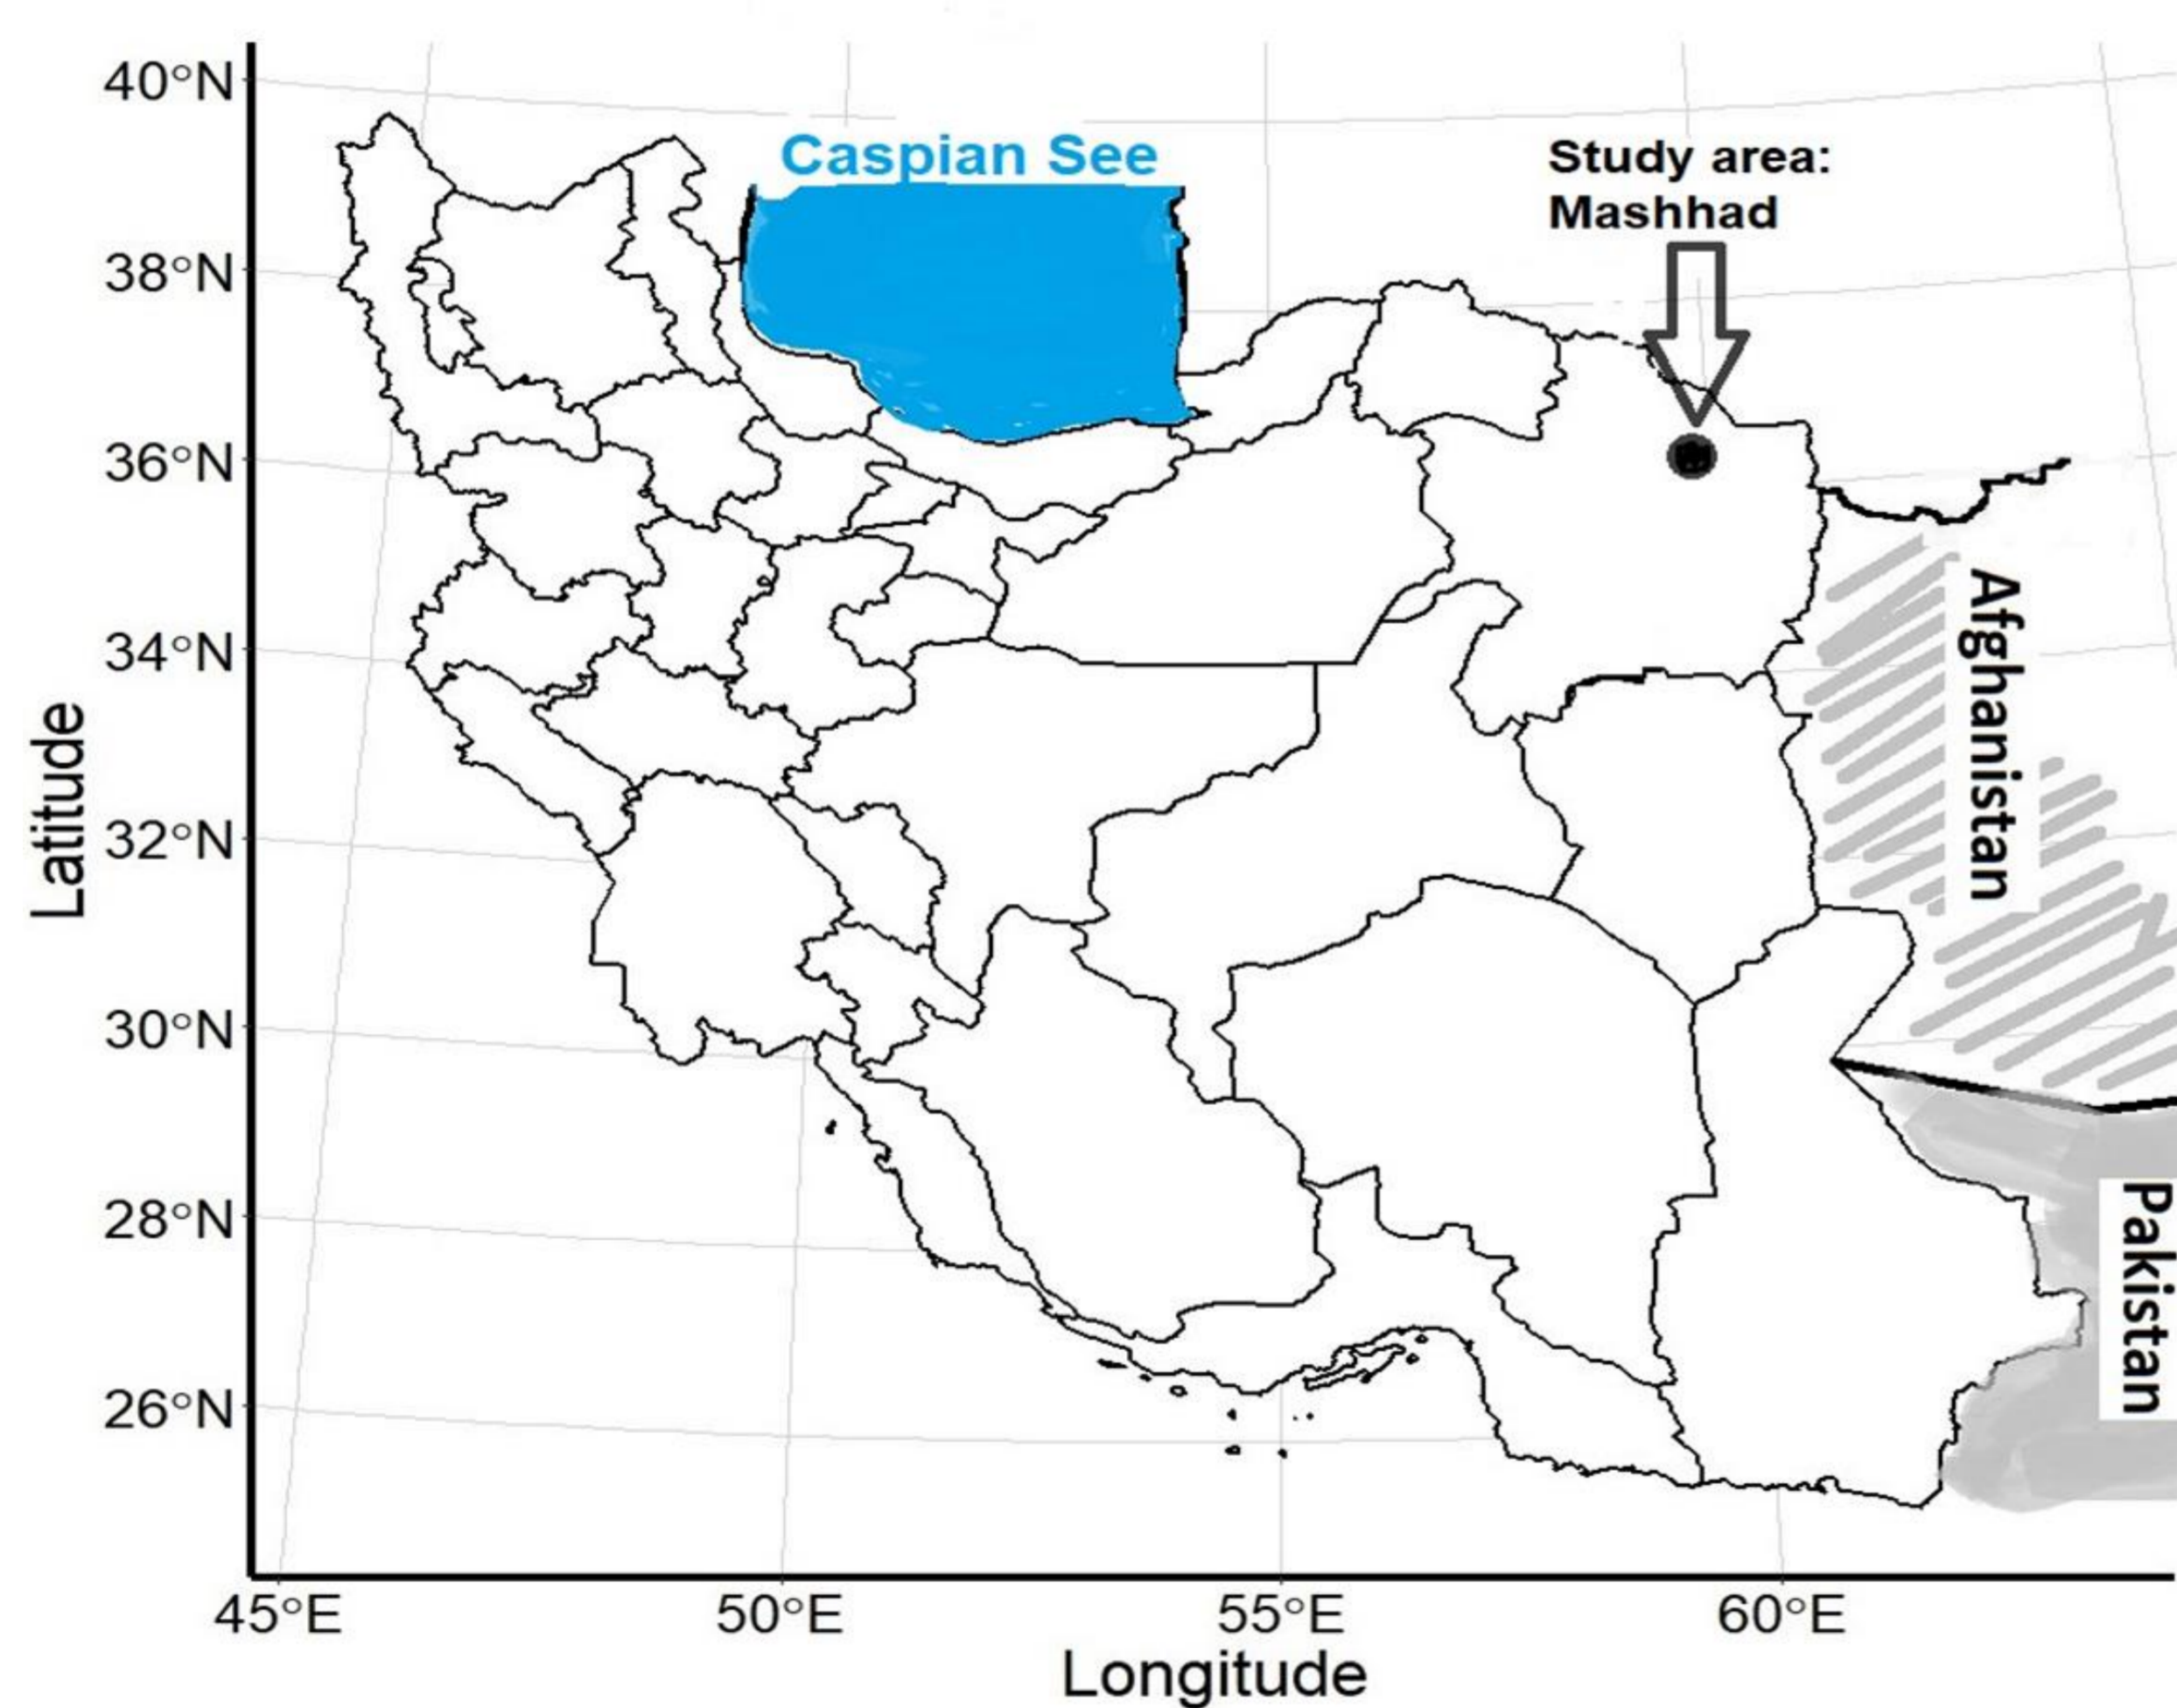 40°N
Caspian See
Study area:
Mashhad
38°N
36°N
Afghanistan
34°N
Latitude
32°N
30°N
28°N
Pakistan
26°N
45°E
50°E
55°E
60°E
Longitude